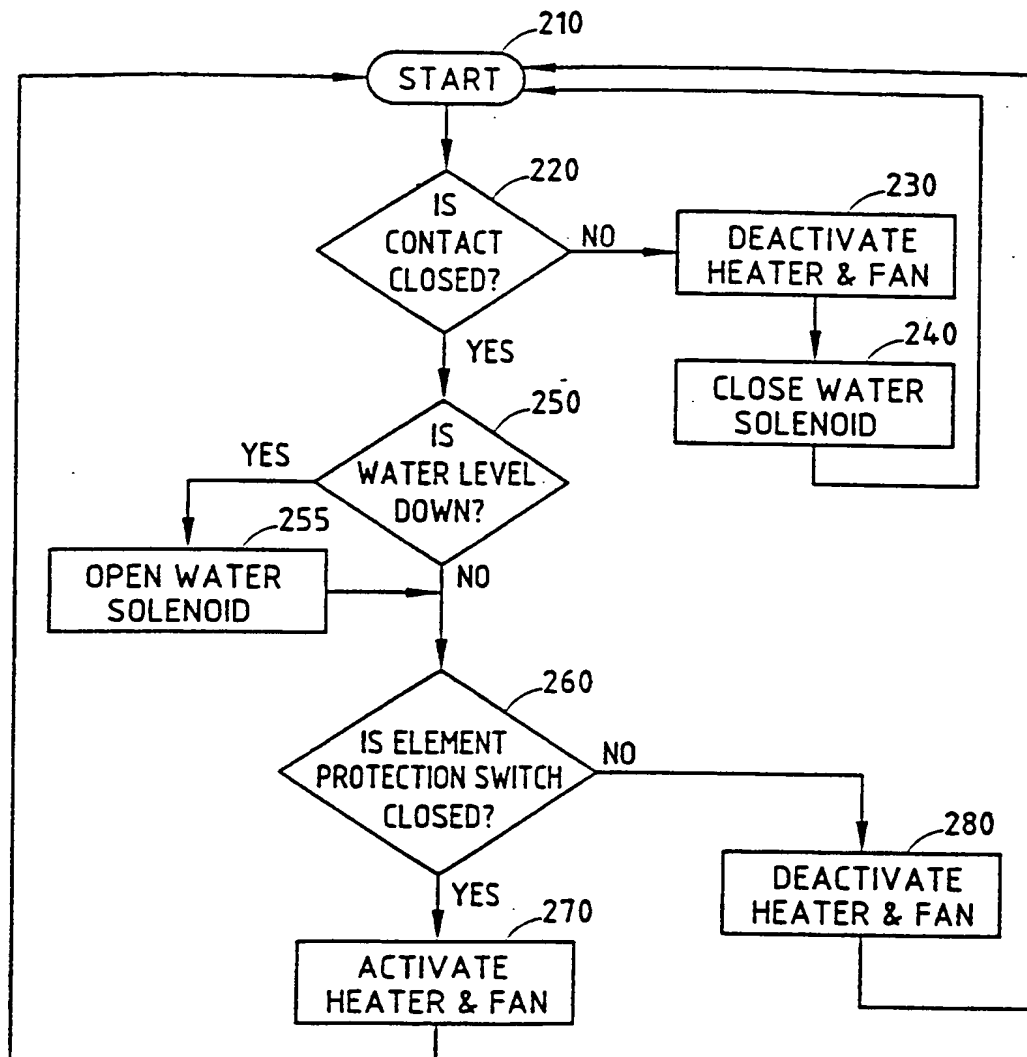 210
START
220
IS
CONTACT
CLOSED?
NO
230
DEACTIVATE
HEATER & FAN
YES
240
CLOSE WATER
SOLENOID
250
IS
WATER LEVEL
DOWN?
YES
255
OPEN WATER
SOLENOID
NO
260
IS ELEMENT
PROTECTION SWITCH
CLOSED?
NO
280
DEACTIVATE
HEATER & FAN
YES
270
ACTIVATE
HEATER & FAN